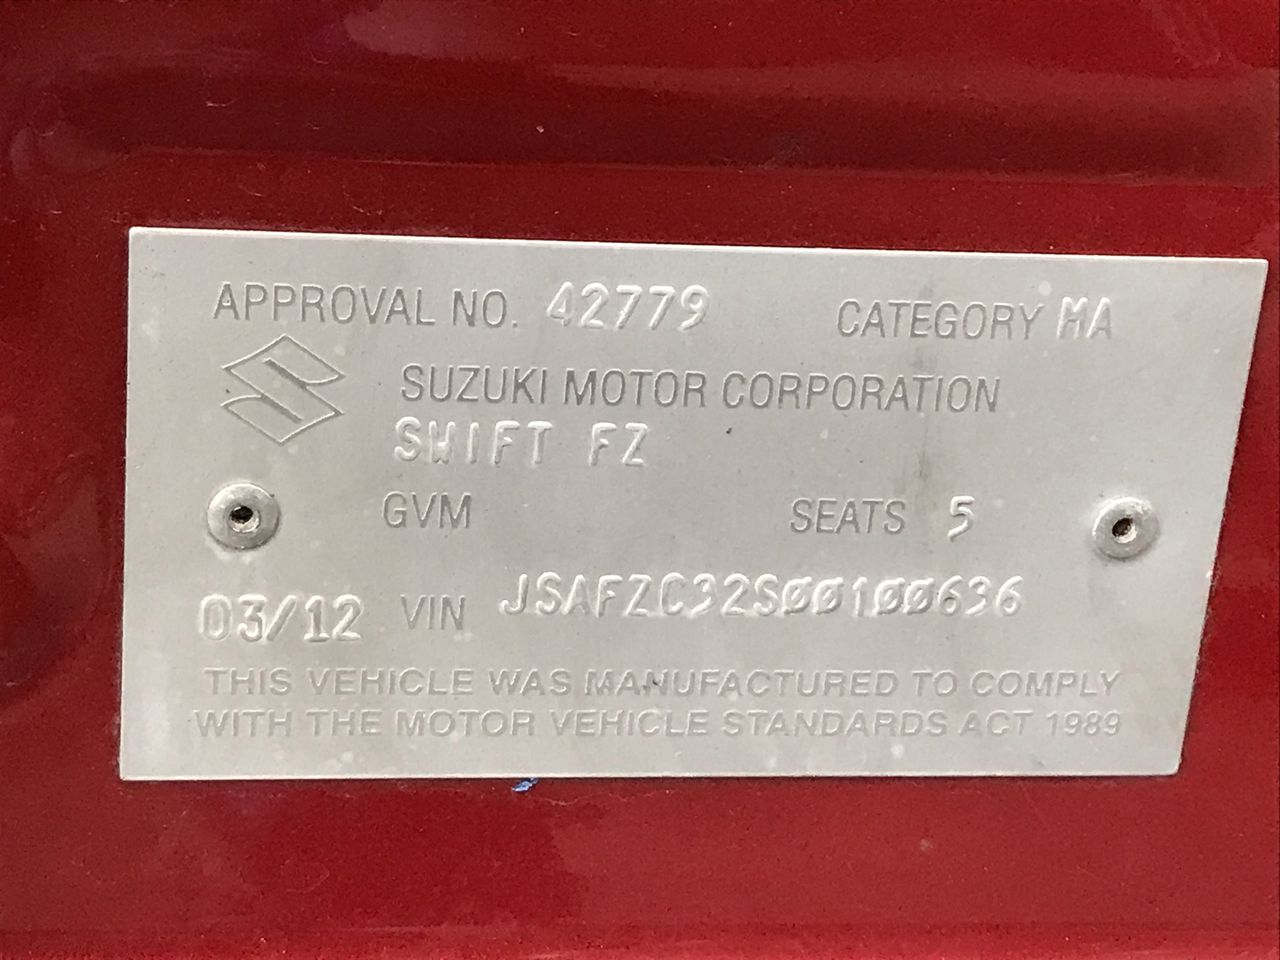 APPROVAL NO. 42779 CATEGORY MA
SUZUKI MOTOR CORPORATION
SWIFT FZ
GVM SEATS 5
03/12 VIN JSAFZC32S00100636
THIS VEHICLE WAS MANUFACTURED TO COMPLY
WITH THE MOTOR VEHICLE STANDARDS ACT 1989